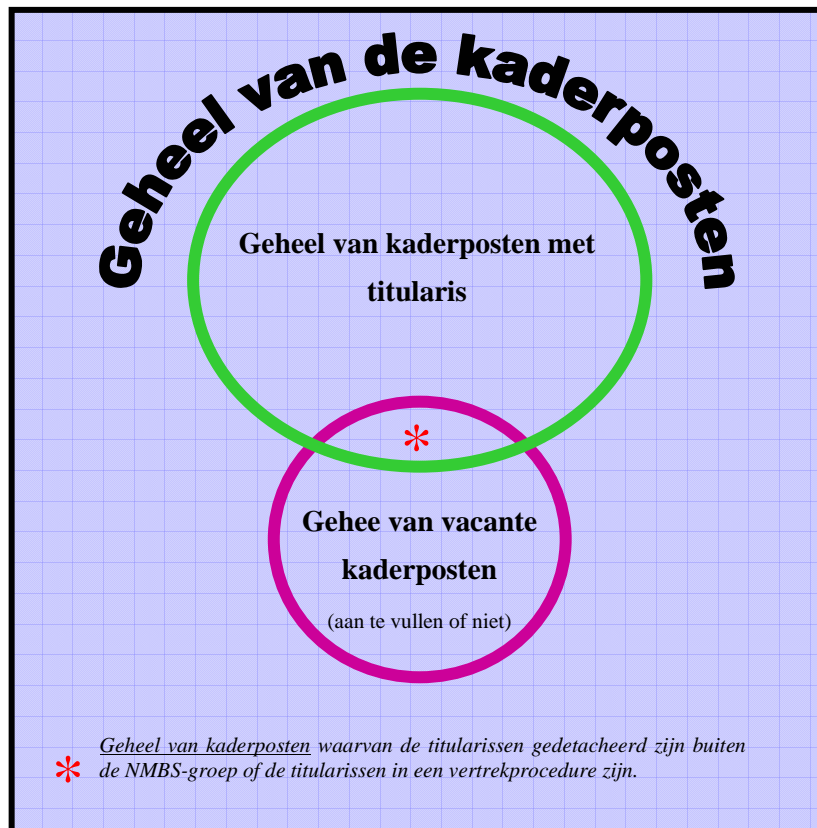 Geheel van de kaderposten
Geheel van kaderposten met
titularis
*
Gehee van vacante
kaderposten
(aan te vullen of niet)
Geheel van kaderposten waarvan de titularissen gedetacheerd zijn buiten
* de NMBS-groep of de titularissen in een vertrekprocedure zijn.